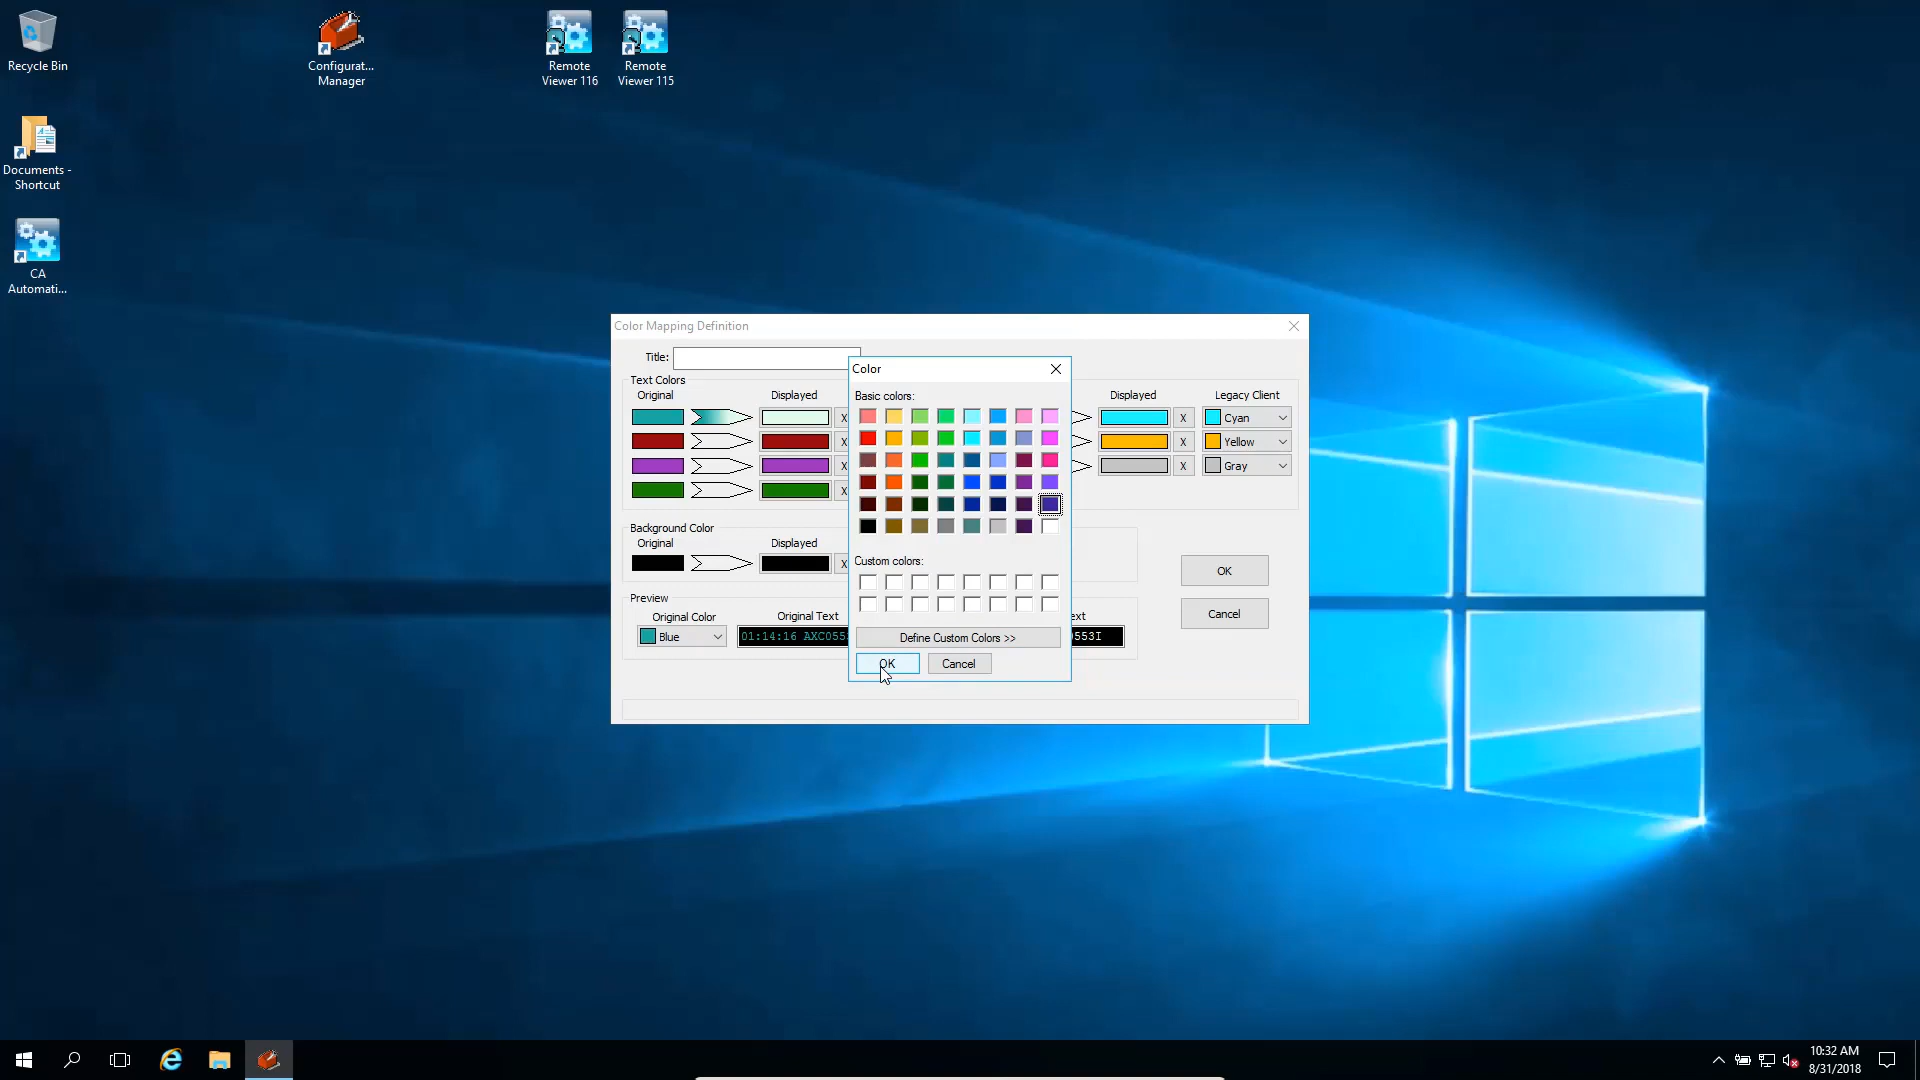 Recycle Bin
Configurat...
Manager
Remote
Viewer 116
Remote
Viewer 115
Documents -
Shortcut
CA
Automati...
Color Mapping Definition
Title:
Text Colors
Original
Displayed
X
X
X
X
Displayed
Legacy Client
X
Cyan
X
Yellow
X
Gray
Background Color
Original
Displayed
X
Preview
Original Color
Original Text
Blue
01:14:16 AXC055
0553I
OK
Cancel
Color
Basic colors:
Custom colors:
Define Custom Colors >>
OK
Cancel
10:32 AM
8/31/2018